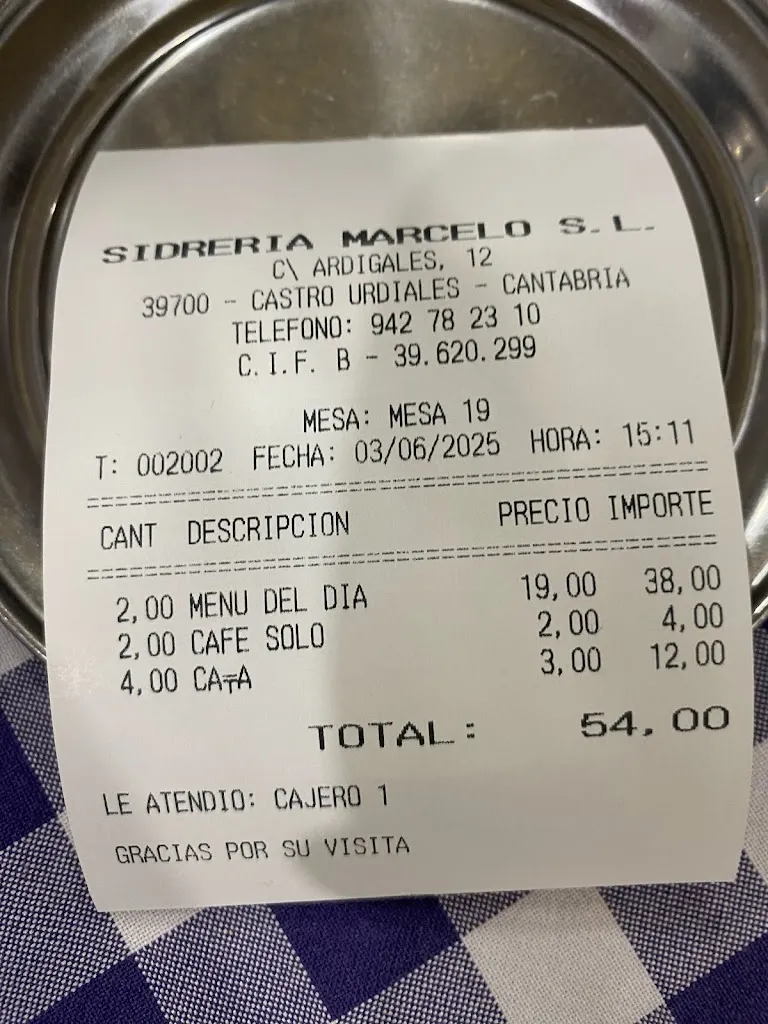 SIDRERIA MARCELO S.L.
C\ ARDIGALES, 12
39700 - CASTRO URDIALES - CANTABRIA
TELEFONO: 942 78 23 10
C.I.F. B - 39.620.299
MESA: MESA 19
T: 002002 FECHA: 03/06/2025 HORA: 15:11
CANT DESCRIPCION PRECIO IMPORTE
2,00 MENU DEL DIA 19,00 38,00
2,00 CAFE SOLO 2,00 4,00
4,00 CA╤A 3,00 12,00
TOTAL: 54,00
LE ATENDIO: CAJERO 1
GRACIAS POR SU VISITA